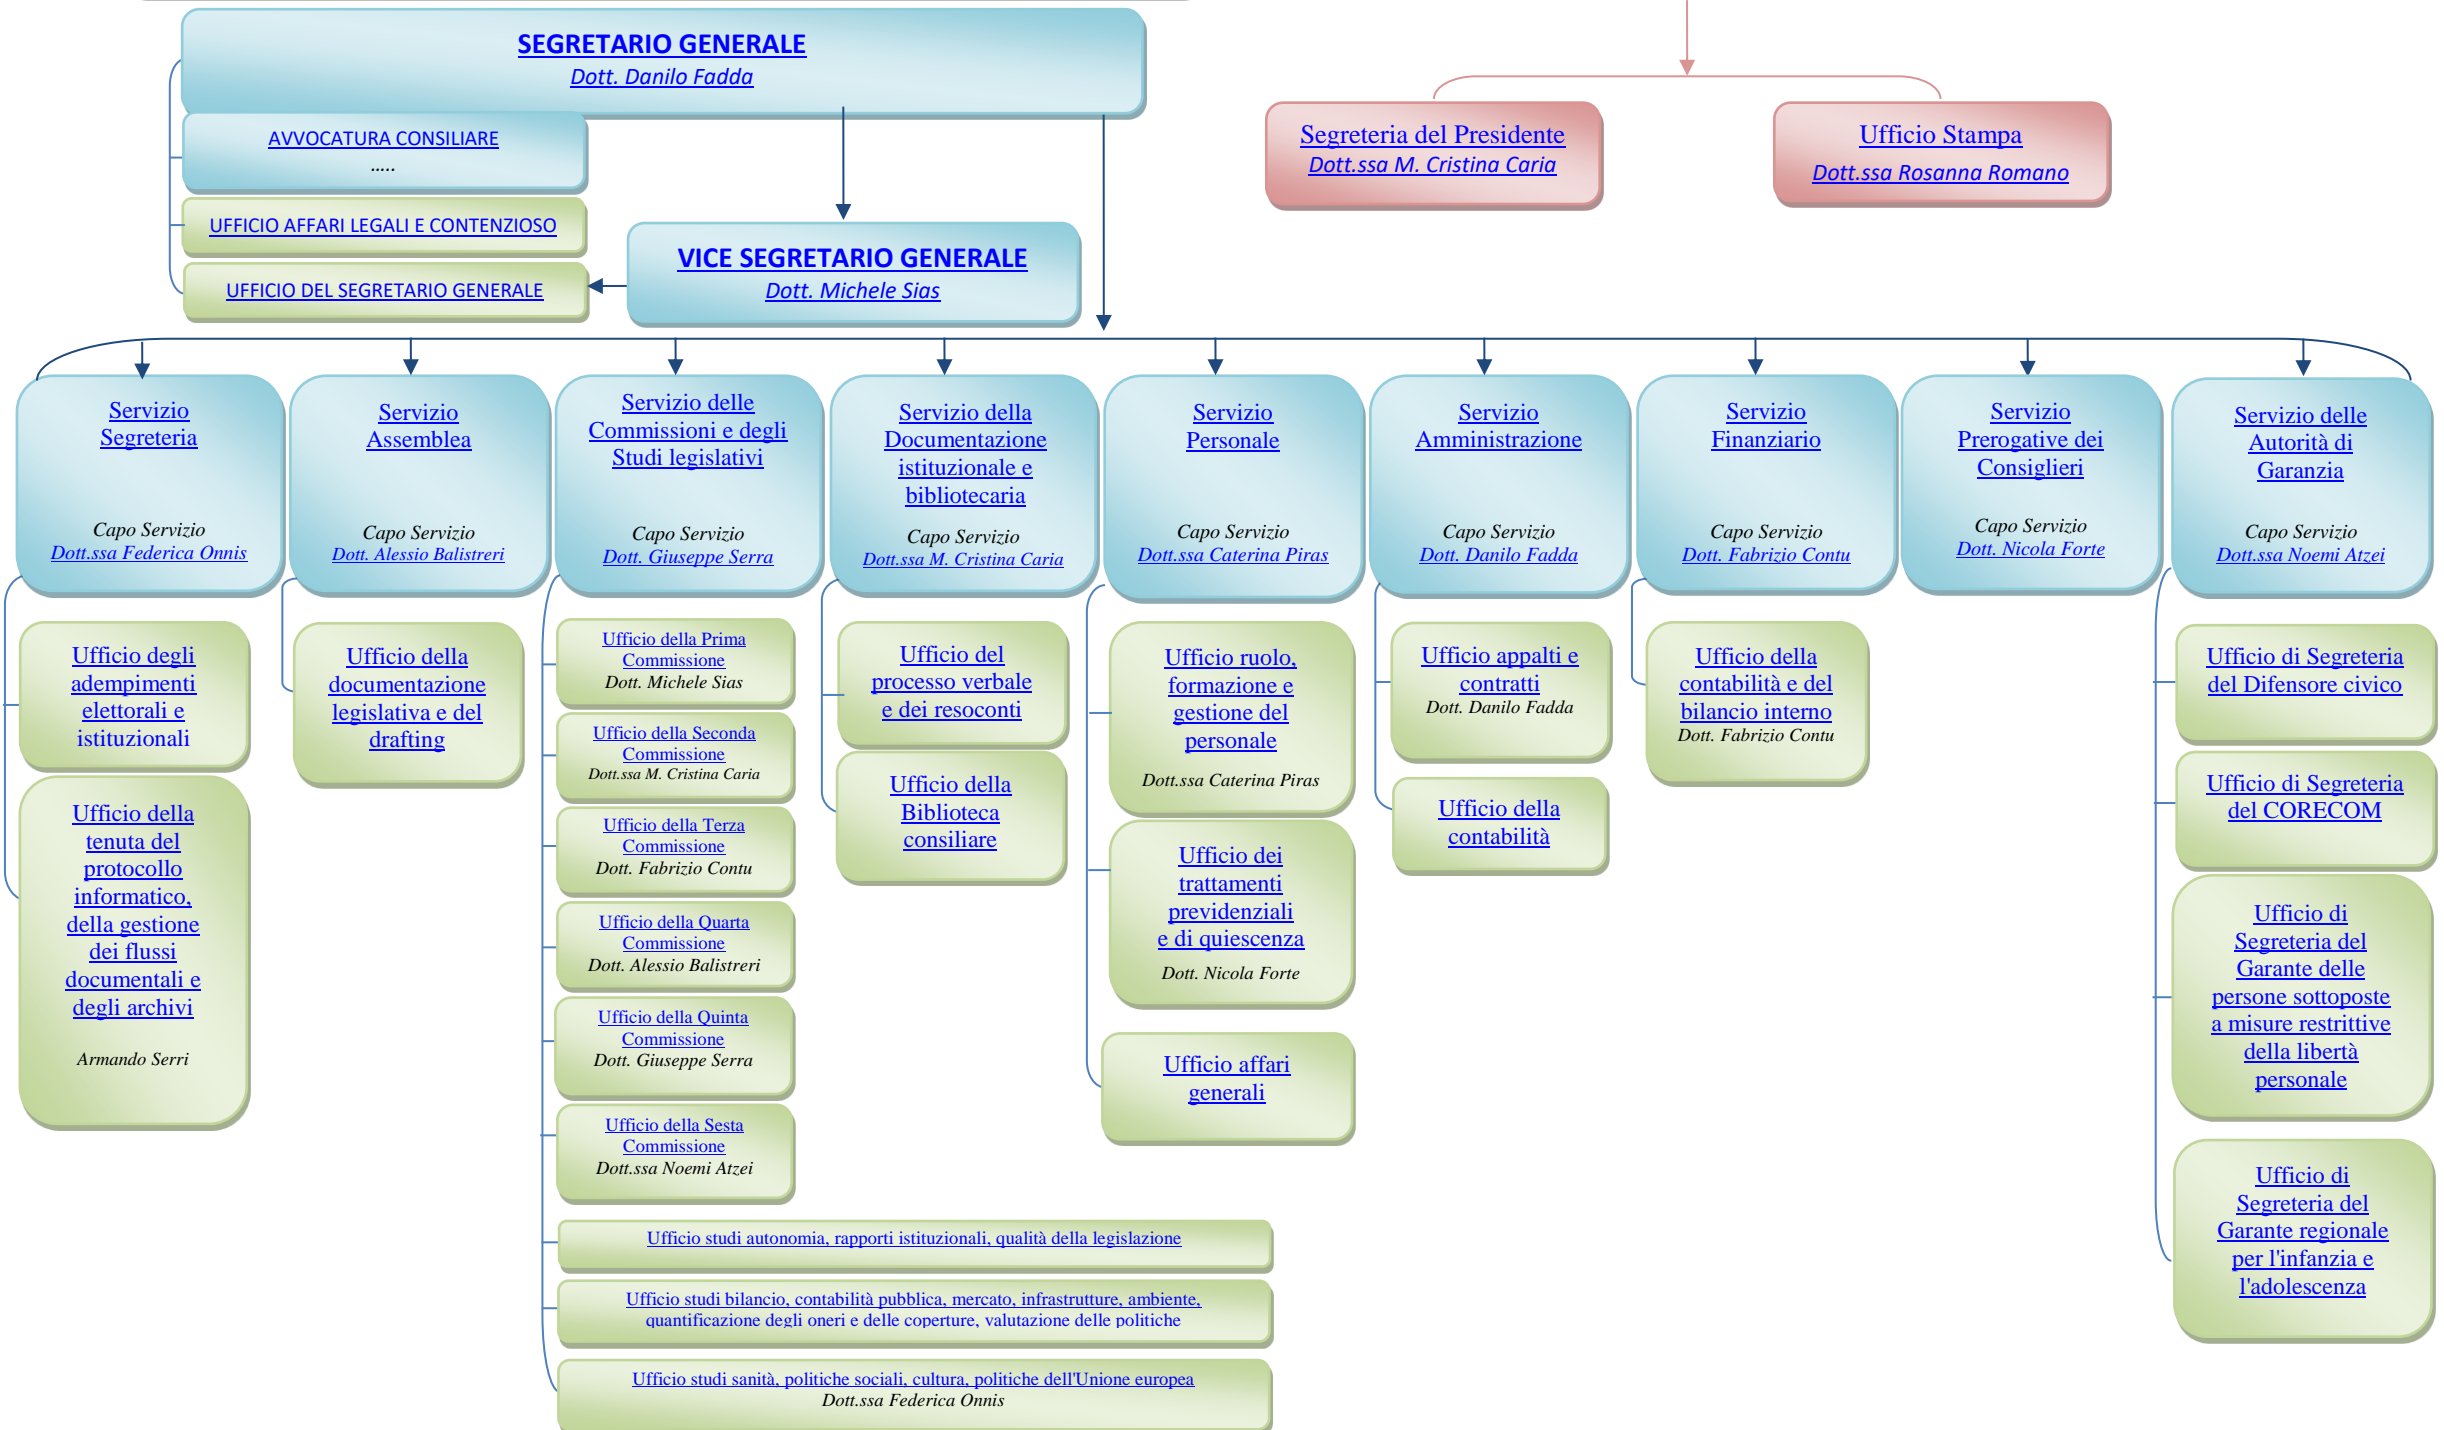 SEGRETARIO GENERALE
Dott. Danilo Fadda
AVVOCATURA CONSILIARE
.....
UFFICIO AFFARI LEGALI E CONTENZIOSO
UFFICIO DEL SEGRETARIO GENERALE
VICE SEGRETARIO GENERALE
Dott. Michele Sias
Segreteria del Presidente
Dott.ssa M. Cristina Caria
Ufficio Stampa
Dott.ssa Rosanna Romano
Servizio
Segreteria
Capo Servizio
Dott.ssa Federica Onnis
Servizio
Assemblea
Capo Servizio
Dott. Alessio Balistreri
Servizio delle
Commissioni e degli
Studi legislativi
Capo Servizio
Dott. Giuseppe Serra
Servizio della
Documentazione
istituzionale e
bibliotecaria
Capo Servizio
Dott.ssa M. Cristina Caria
Servizio
Personale
Capo Servizio
Dott.ssa Caterina Piras
Servizio
Amministrazione
Capo Servizio
Dott. Danilo Fadda
Servizio
Finanziario
Capo Servizio
Dott. Fabrizio Contu
Servizio
Prerogative dei
Consiglieri
Capo Servizio
Dott. Nicola Forte
Servizio delle
Autorità di
Garanzia
Capo Servizio
Dott.ssa Noemi Atzei
Ufficio degli
adempimenti
elettorali e
istituzionali
Ufficio della
tenuta del
protocollo
informatico,
della gestione
dei flussi
documentali e
degli archivi
Armando Serri
Ufficio della
documentazione
legislativa e del
drafting
Ufficio della Prima
Commissione
Dott. Michele Sias
Ufficio della Seconda
Commissione
Dott.ssa M. Cristina Caria
Ufficio della Terza
Commissione
Dott. Fabrizio Contu
Ufficio della Quarta
Commissione
Dott. Alessio Balistreri
Ufficio della Quinta
Commissione
Dott. Giuseppe Serra
Ufficio della Sesta
Commissione
Dott.ssa Noemi Atzei
Ufficio studi autonomia, rapporti istituzionali, qualità della legislazione
Ufficio studi bilancio, contabilità pubblica, mercato, infrastrutture, ambiente,
quantificazione degli oneri e delle coperture, valutazione delle politiche
Ufficio studi sanità, politiche sociali, cultura, politiche dell'Unione europea
Dott.ssa Federica Onnis
Ufficio del
processo verbale
e dei resoconti
Ufficio della
Biblioteca
consiliare
Ufficio ruolo,
formazione e
gestione del
personale
Dott.ssa Caterina Piras
Ufficio dei
trattamenti
previdenziali
e di quiescenza
Dott. Nicola Forte
Ufficio affari
generali
Ufficio appalti e
contratti
Dott. Danilo Fadda
Ufficio della
contabilità
Ufficio della
contabilità e del
bilancio interno
Dott. Fabrizio Contu
Ufficio di Segreteria
del Difensore civico
Ufficio di Segreteria
del CORECOM
Ufficio di
Segreteria del
Garante delle
persone sottoposte
a misure restrittive
della libertà
personale
Ufficio di
Segreteria del
Garante regionale
per l'infanzia e
l'adolescenza